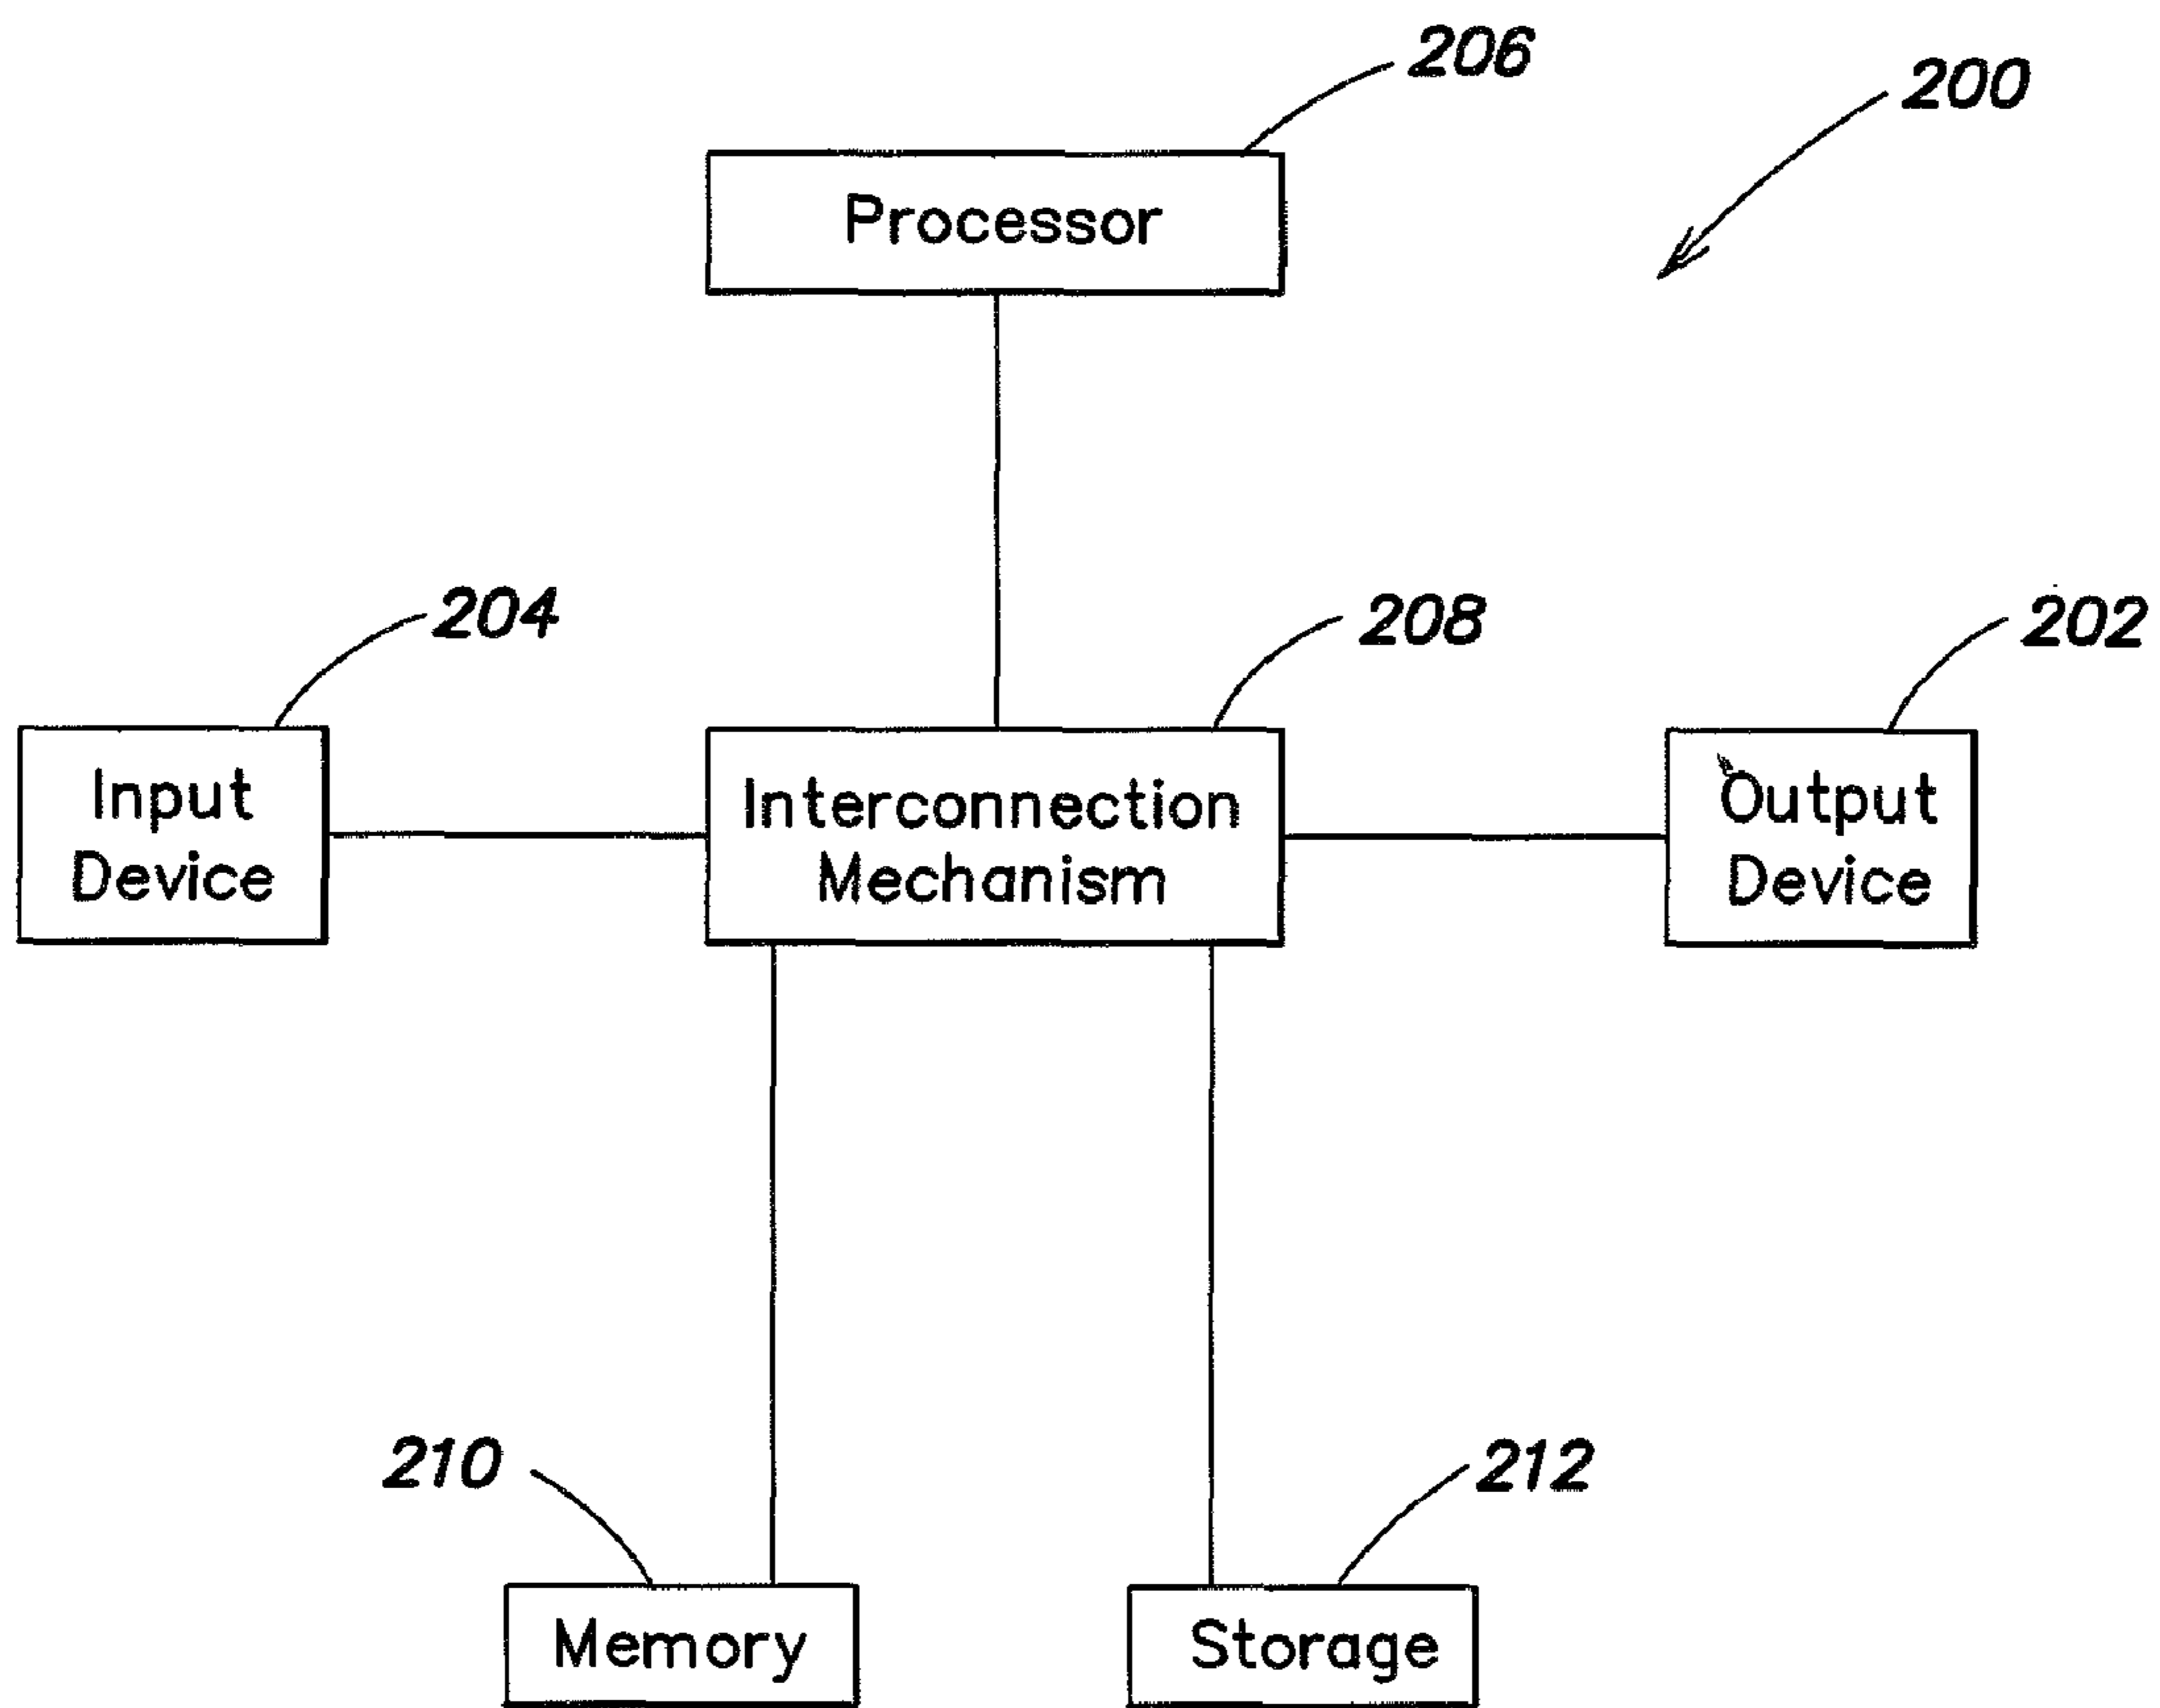 206
200
Processor
204
208
202
Input
Device
Interconnection
Mechanism
Output
Device
210
212
Memory
Storage